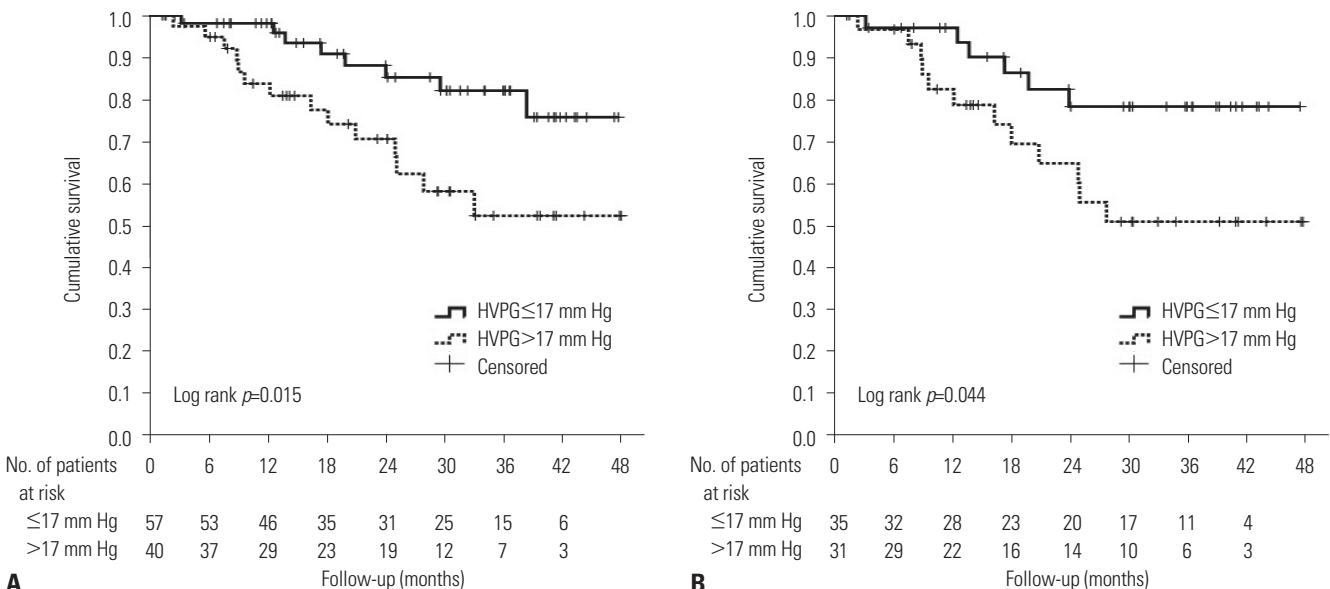 1.0
0.9
0.8
0.7
0.6
0.5
0.4
0.3
0.2
0.1
0.0
Cumulative survival
HVPG≤17 mm Hg
HVPG>17 mm Hg
Censored
Log rank p=0.015
No. of patients 0 6 12 18 24 30 36 42 48
at risk
≤17 mm Hg 57 53 46 35 31 25 15 6
>17 mm Hg 40 37 29 23 19 12 7 3
Follow-up (months)
A
1.0
0.9
0.8
0.7
0.6
0.5
0.4
0.3
0.2
0.1
0.0
Cumulative survival
HVPG≤17 mm Hg
HVPG>17 mm Hg
Censored
Log rank p=0.044
No. of patients 0 6 12 18 24 30 36 42 48
at risk
≤17 mm Hg 35 32 28 23 20 17 11 4
>17 mm Hg 31 29 22 16 14 10 6 3
Follow-up (months)
B